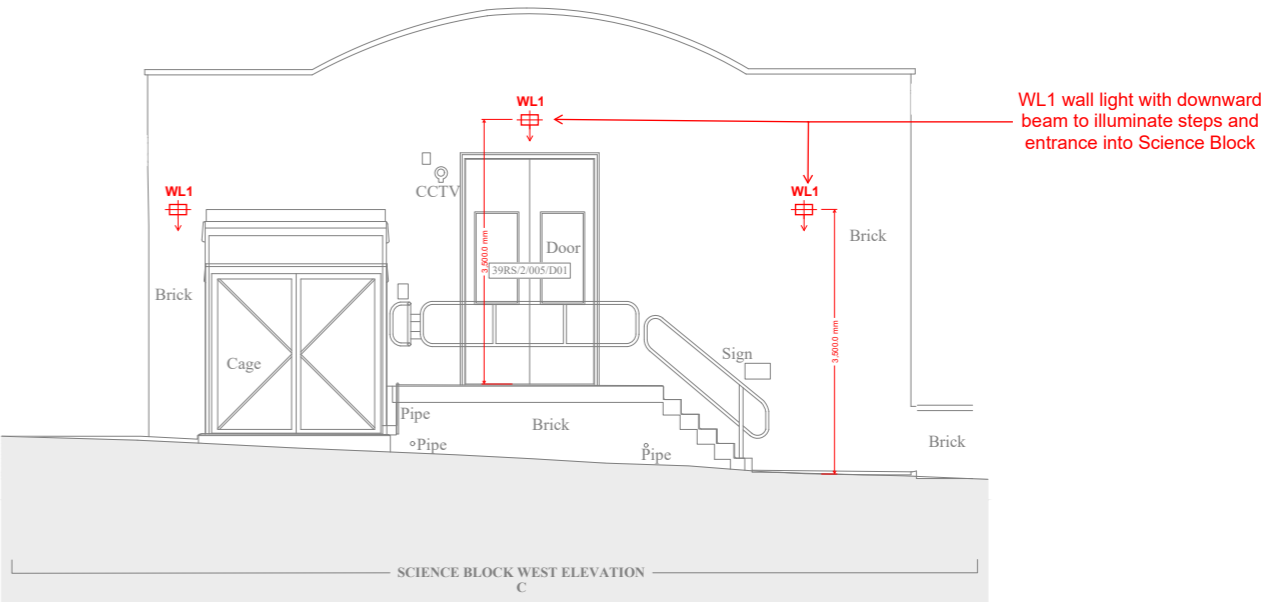 WL1
WL1 wall light with downward
beam to illuminate steps and
entrance into Science Block
CCTV
WL1
WL1
Brick
Door
3,500.0 mm
39RS/2/005/D01
Brick
3,500.0 mm
Cage
Sign
Pipe
Brick
Pipe
Pipe
Brick
SCIENCE BLOCK WEST ELEVATION
C